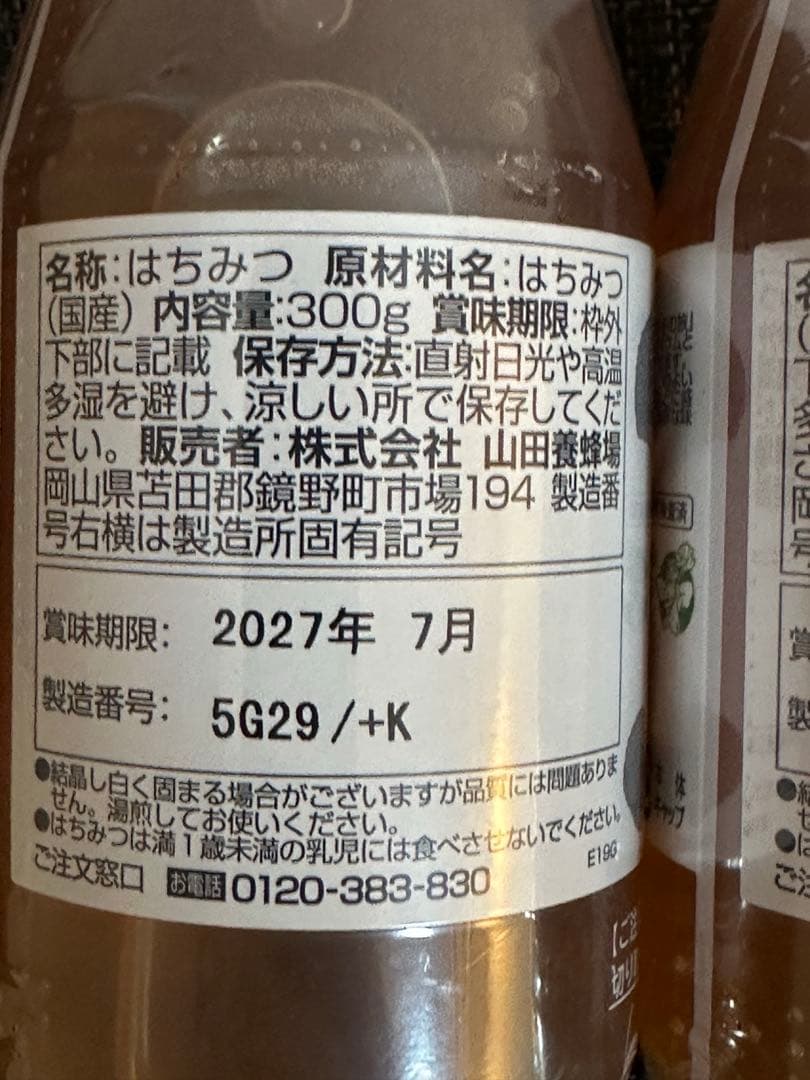 名称:はちみつ 原材料名:はちみつ
(国産) 内容量:300g 賞味期限:枠外
下部に記載 保存方法:直射日光や高温
多湿を避け、涼しい所で保存してくだ
さい。販売者:株式会社 山田養蜂場
岡山県苫田郡鏡野町市場194 製造番
号右横は製造所固有記号
賞味期限: 2027年 7月
製造番号: 5G29/+K
●結晶し白く固まる場合がございますが品質には問題ありま
せん。湯煎してお使いください。
●はちみつは満1歳未満の乳児には食べさせないでください。
ご注文窓口 お電話 0120-383-830
E19G